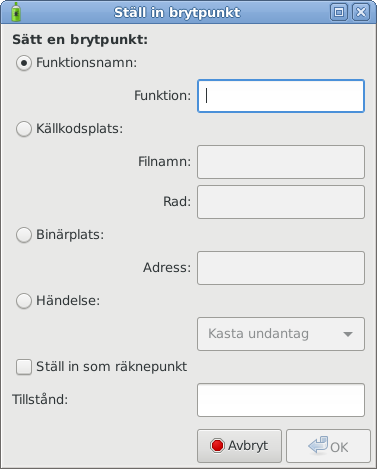 Ställ in brytpunkt
Sätt en brytpunkt:
Funktionsnamn:
Funktion:
Källkodsplats:
Filnamn:
Rad:
Binärplats:
Adress:
Händelse:
Kasta undantag
Ställ in som räknepunkt
Tillstånd:
Avbryt
OK